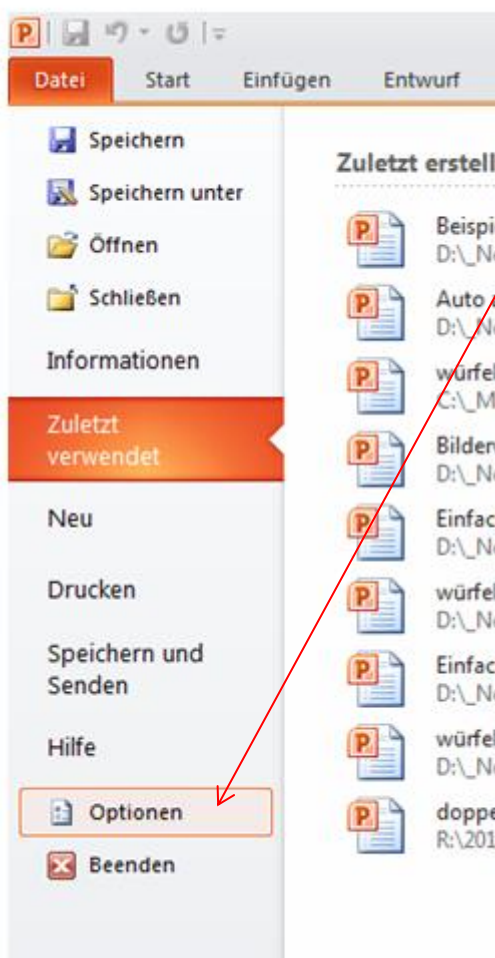 Datei Start Einfügen Entwurf
Speichern
Speichern unter
Öffnen
Schließen
Informationen
Zuletzt
verwendet
Neu
Drucken
Speichern und
Senden
Hilfe
Optionen
Beenden
Zuletzt erstell
Beispi
D:\_N
Auto
D:\_N
würfel
C:\_M
Bilder
D:\_N
Einfac
D:\_N
würfel
D:\_N
Einfac
D:\_N
würfel
D:\_N
doppe
R:\201